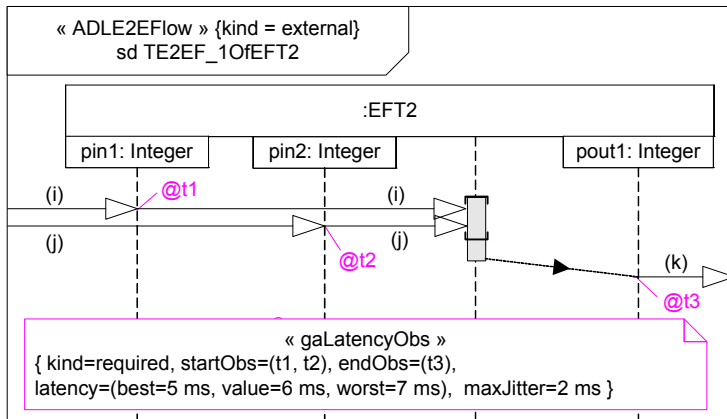 « ADLE2EFlow » {kind = external}
sd TE2EF_1OfEFT2
:EFT2
pin1: Integer
pin2: Integer
pout1: Integer
(i)
@t1
(i)
(j)
@t2
(j)
(k)
@t3
« gaLatencyObs »
{ kind=required, startObs=(t1, t2), endObs=(t3),
latency=(best=5 ms, value=6 ms, worst=7 ms), maxJitter=2 ms }